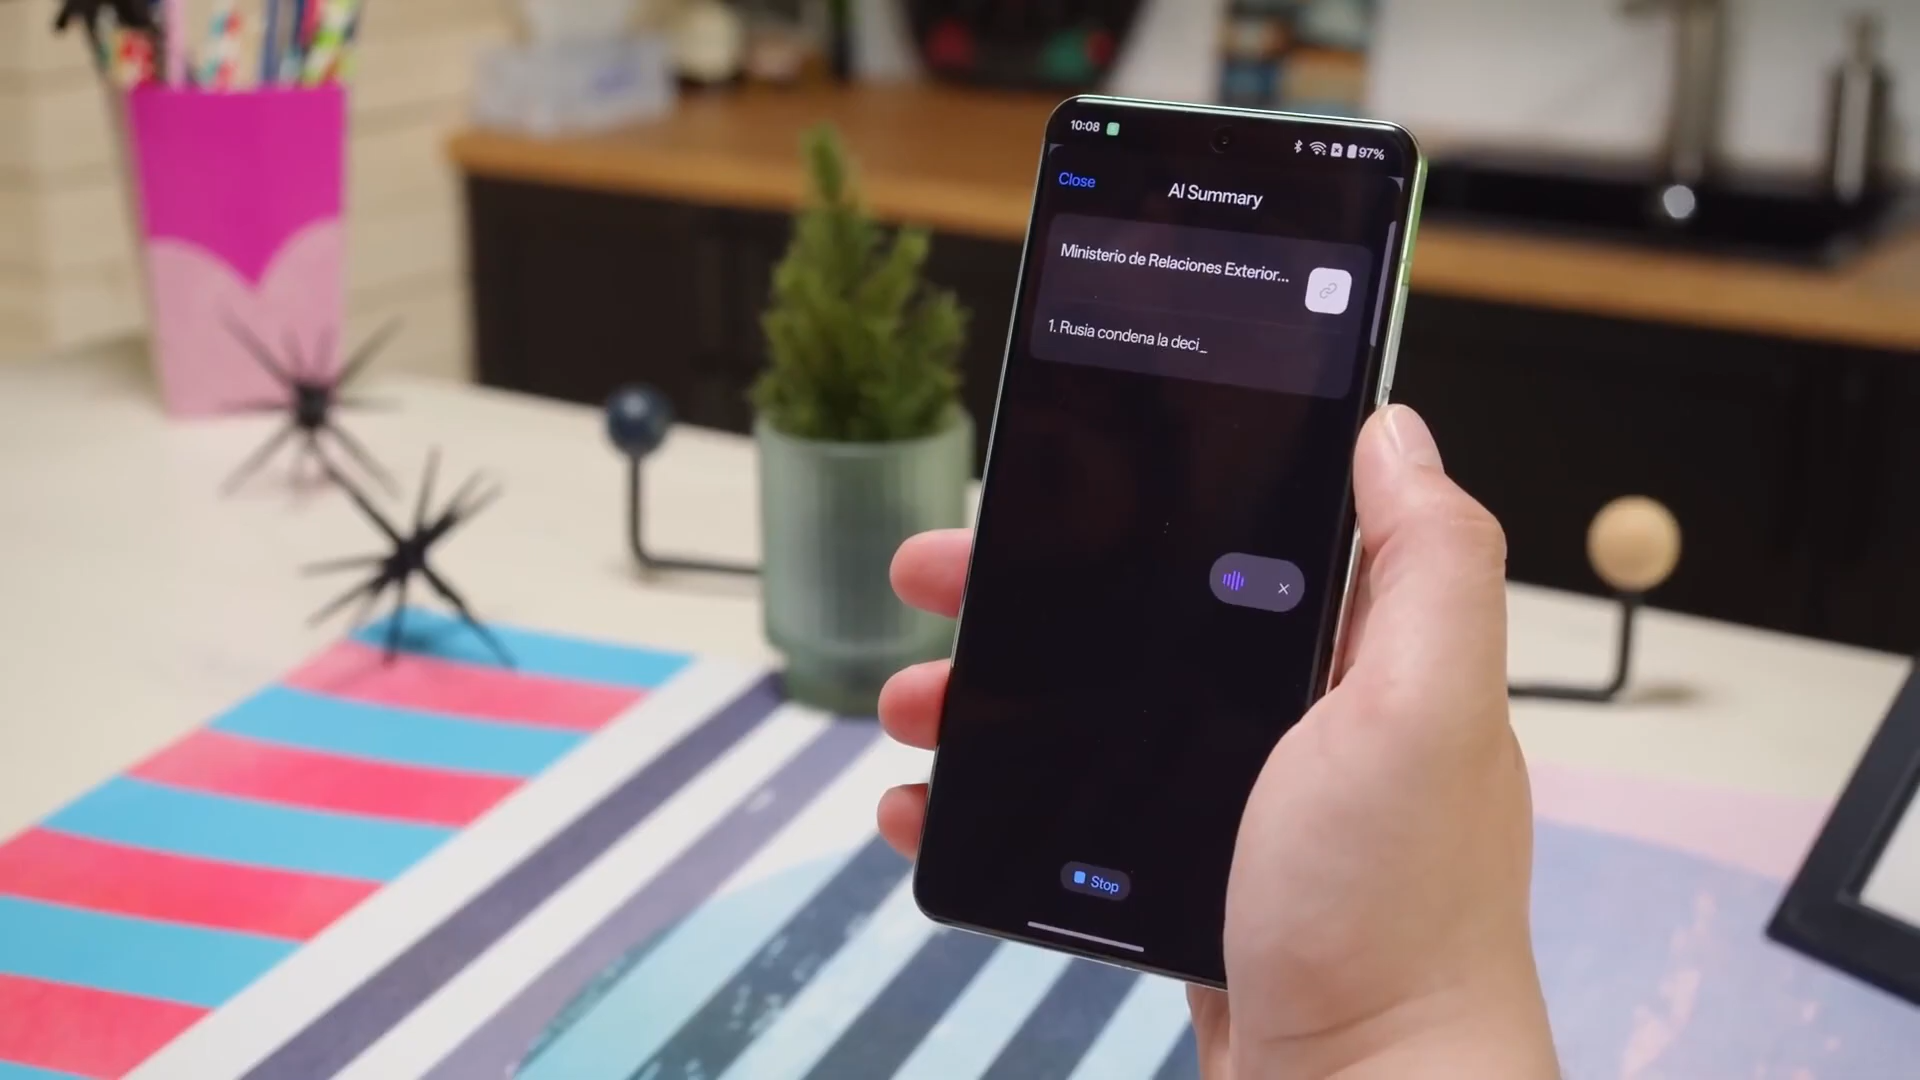 10:08
97%
Close
AI Summary
Ministerio de Relaciones Exterior...
1. Rusia condena la deci_
Stop